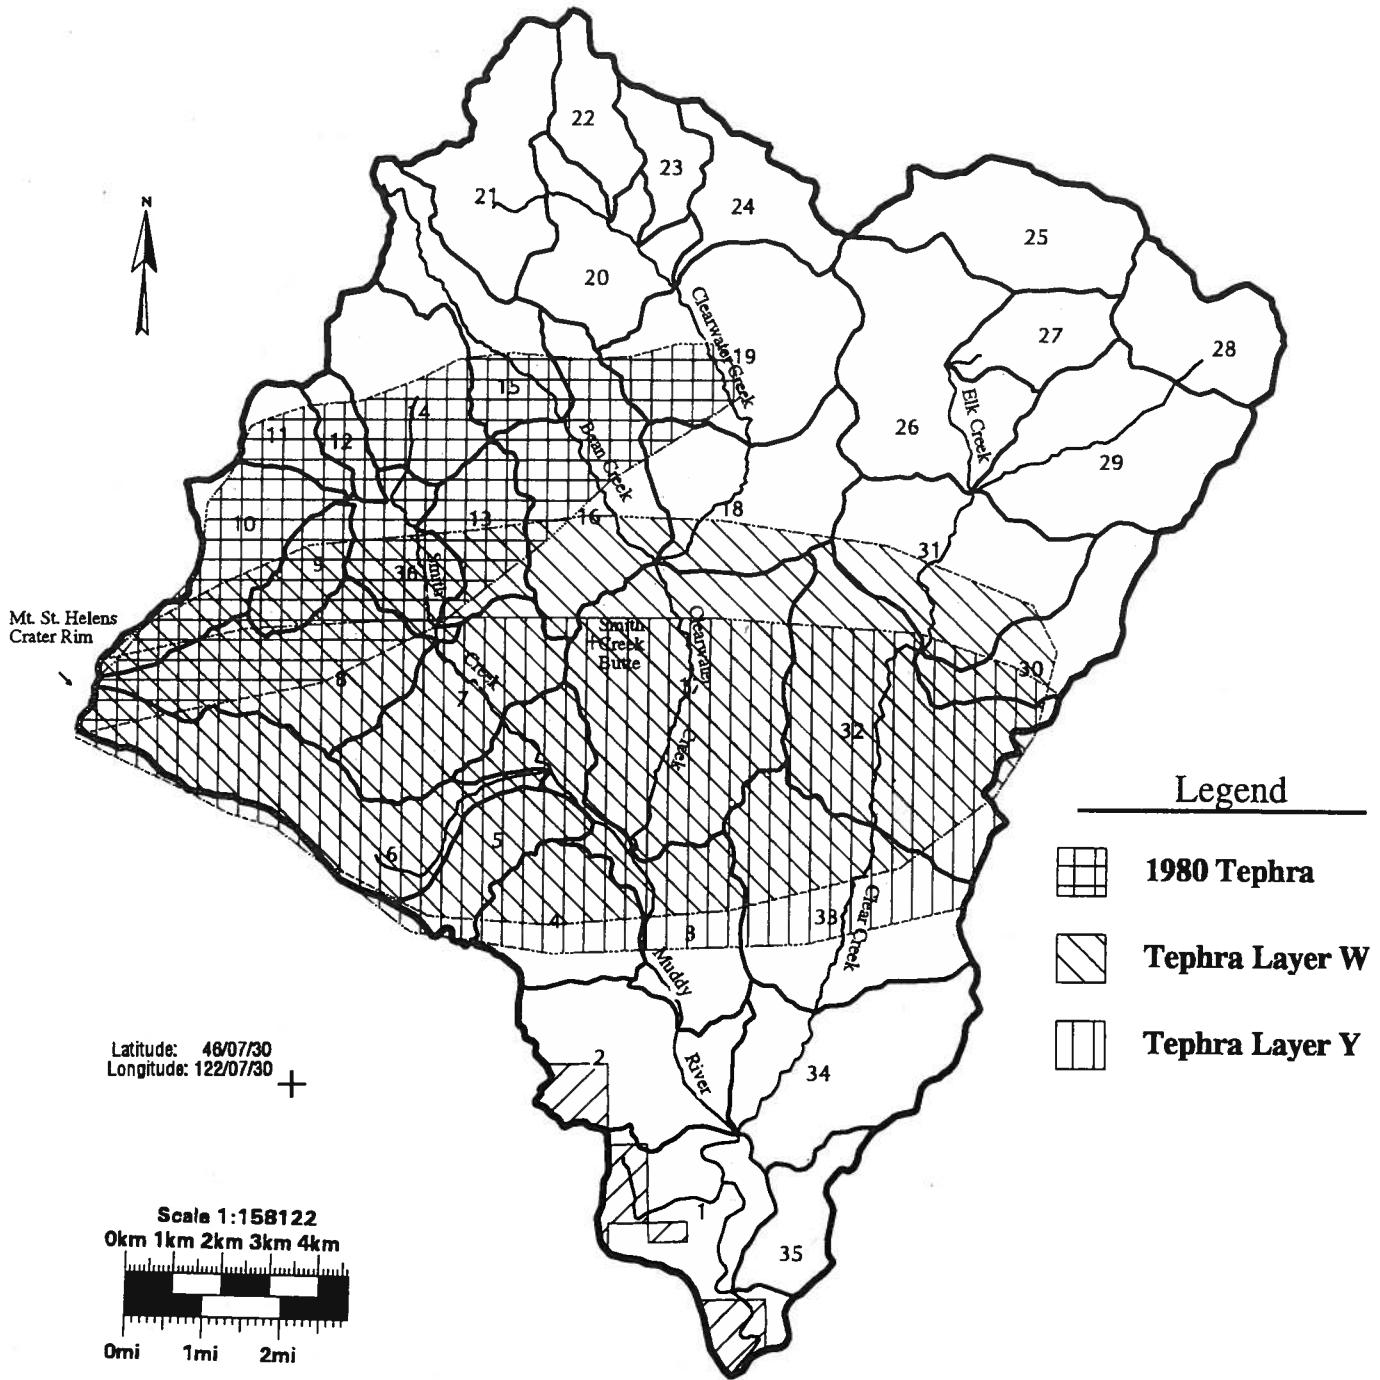 22
23
21
24
25
20
N
Clearwater Creek
27
28
19
15
14
Elk Creek
26
11
12
Bean Creek
29
10
13
16
18
31
9
36
Smith
Mt. St. Helens
Crater Rim
Smith
Creek
Butte
Clearwater
Creek
30
8
7
Creek
32
Legend
5
6
1980 Tephra
4
3
33
Clear Creek
Tephra Layer W
Muddy
River
Tephra Layer Y
Latitude: 46/07/30
Longitude: 122/07/30
2
34
1
35
Scale 1:158122
0km 1km 2km 3km 4km
0mi 1mi 2mi